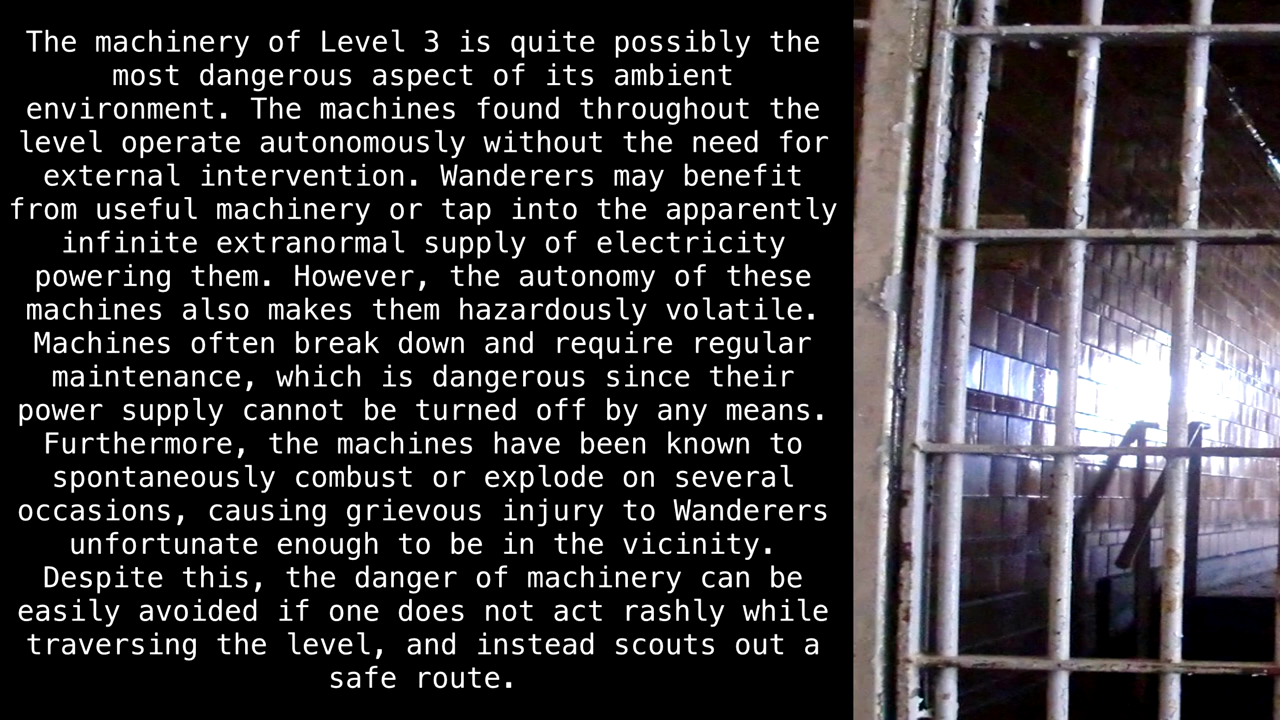 The machinery of Level 3 is quite possibly the
most dangerous aspect of its ambient
environment. The machines found throughout the
level operate autonomously without the need for
external intervention. Wanderers may benefit
from useful machinery or tap into the apparently
infinite extranormal supply of electricity
powering them. However, the autonomy of these
machines also makes them hazardously volatile.
Machines often break down and require regular
maintenance, which is dangerous since their
power supply cannot be turned off by any means.
Furthermore, the machines have been known to
spontaneously combust or explode on several
occasions, causing grievous injury to Wanderers
unfortunate enough to be in the vicinity.
Despite this, the danger of machinery can be
easily avoided if one does not act rashly while
traversing the level, and instead scouts out a
safe route.